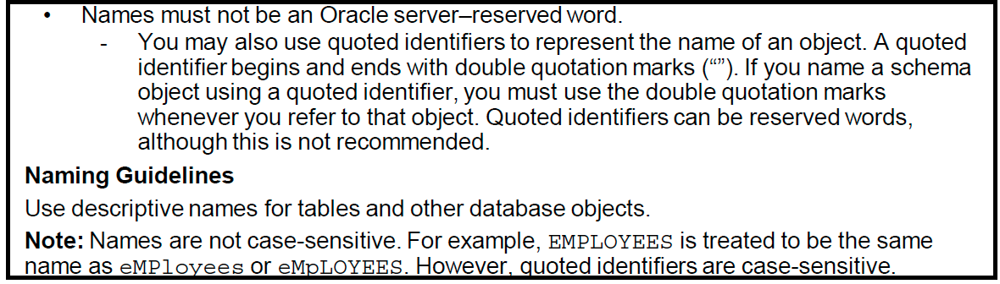 • Names must not be an Oracle server–reserved word.
- You may also use quoted identifiers to represent the name of an object. A quoted
identifier begins and ends with double quotation marks (“”). If you name a schema
object using a quoted identifier, you must use the double quotation marks
whenever you refer to that object. Quoted identifiers can be reserved words,
although this is not recommended.
Naming Guidelines
Use descriptive names for tables and other database objects.
Note: Names are not case-sensitive. For example, EMPLOYEES is treated to be the same
name as eMPloyees or eMpLOYEES. However, quoted identifiers are case-sensitive.